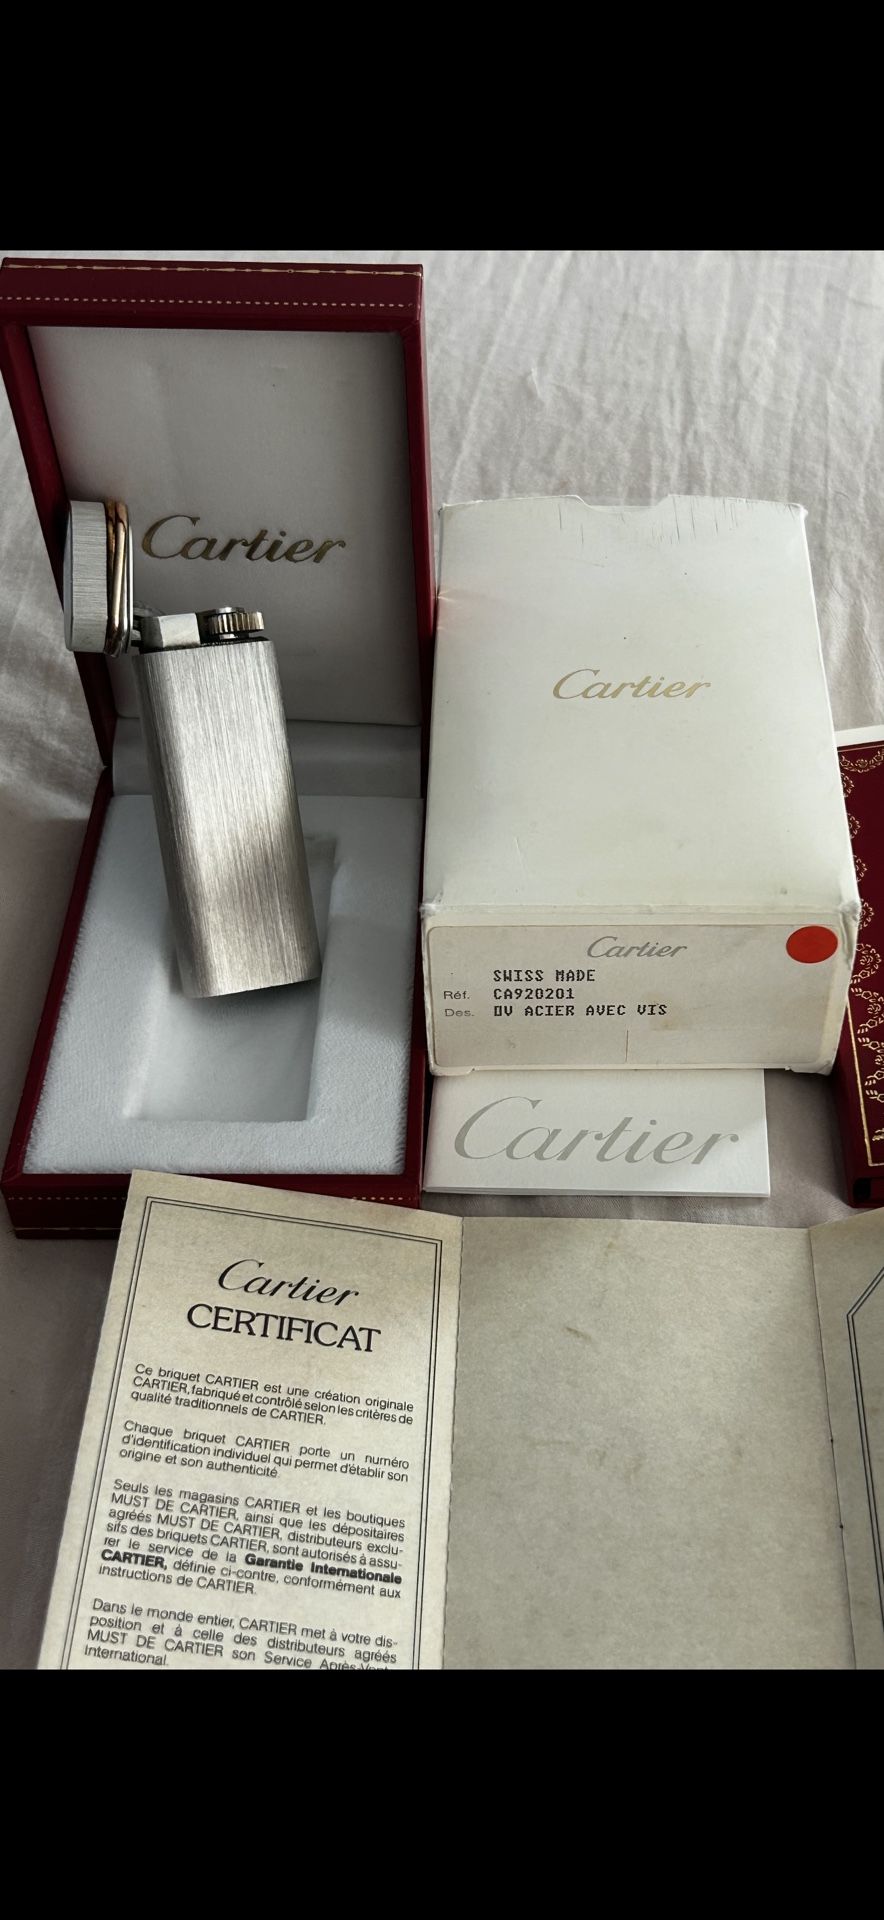 Cartier
Cartier
Cartier
SWISS MADE
Réf. CA920201
Des. OV ACIER AVEC VIS
Cartier
Cartier
CERTIFICAT
Ce briquet CARTIER est une création originale
CARTIER, fabriqué et contrôlé selon les critères de
qualité traditionnels de CARTIER.
Chaque briquet CARTIER porte un numéro
d'identification individuel qui permet d'établir son
origine et son authenticité.
Seuls les magasins CARTIER et les boutiques
MUST DE CARTIER, ainsi que les dépositaires
agréés MUST DE CARTIER, distributeurs exclu-
sifs des briquets CARTIER, sont autorisés à assu-
rer le service de la Garantie Internationale
CARTIER, définie ci-contre, conformément aux
instructions de CARTIER.
Dans le monde entier, CARTIER met à votre dis-
position et à celle des distributeurs agréés
MUST DE CARTIER son Service Après-Vente
International.